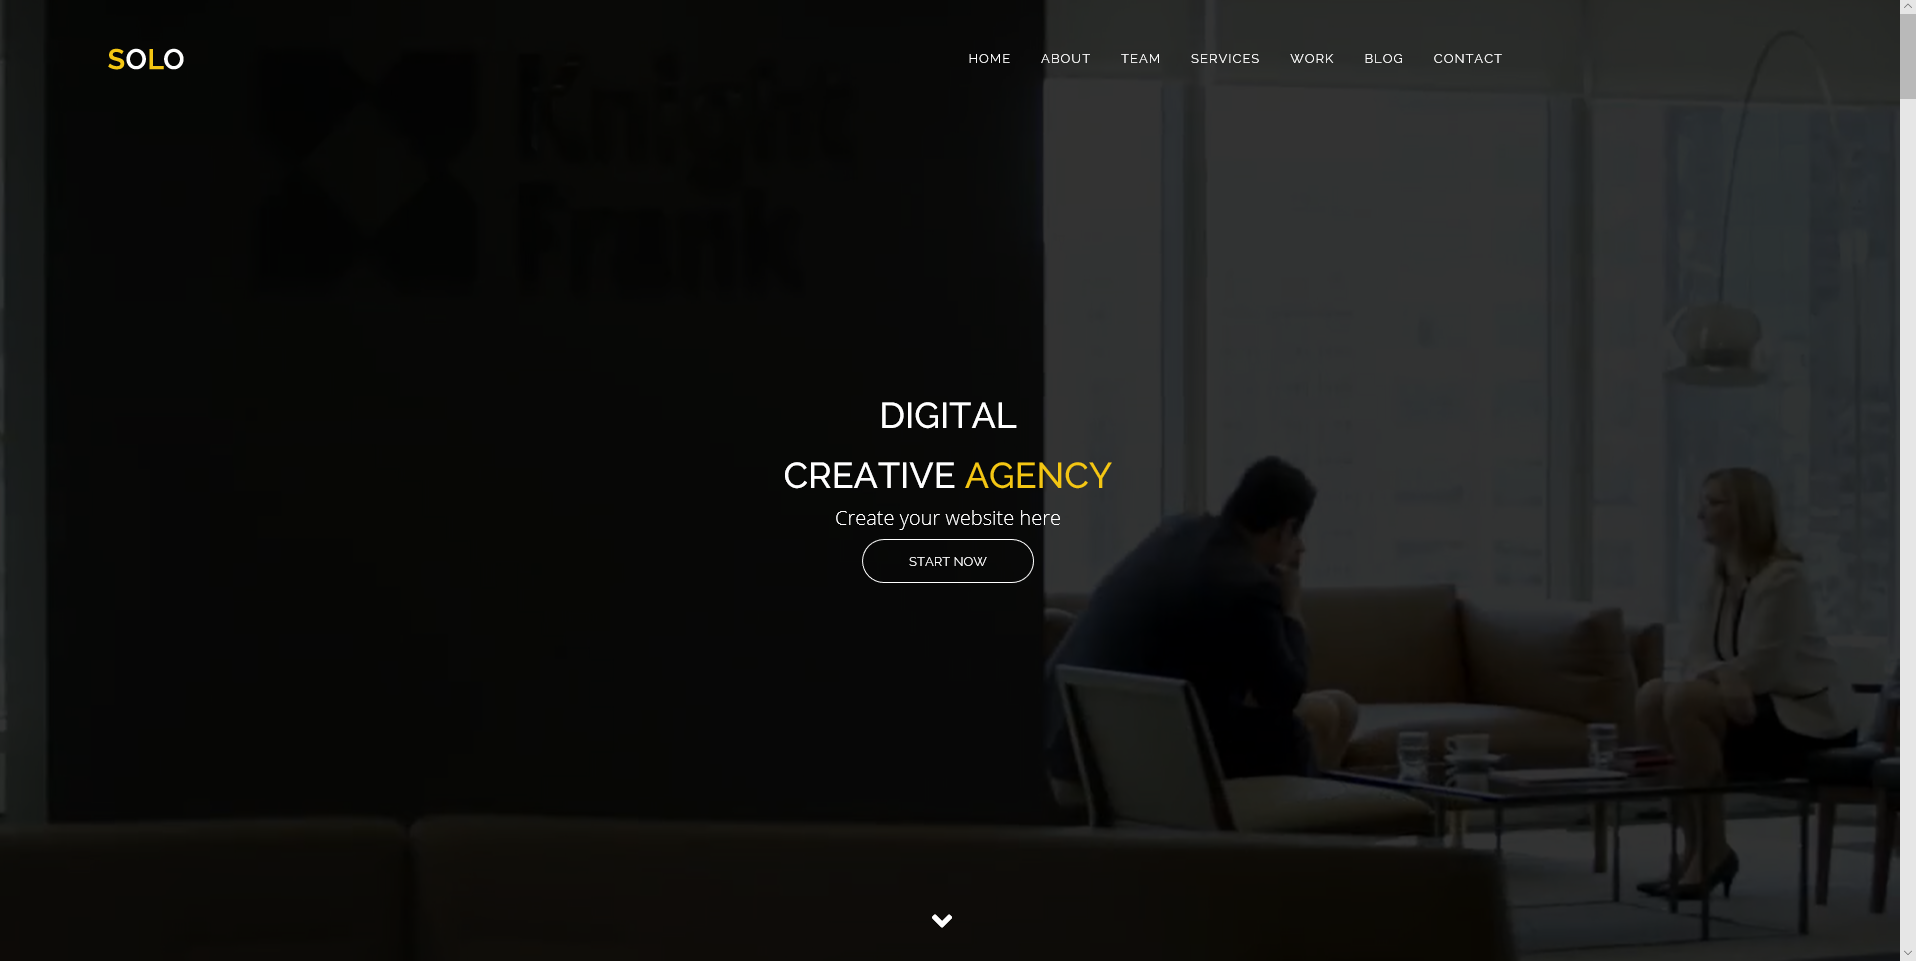 SOLO
HOME ABOUT TEAM SERVICES WORK BLOG CONTACT
Knight
Frank
DIGITAL
CREATIVE AGENCY
Create your website here
START NOW